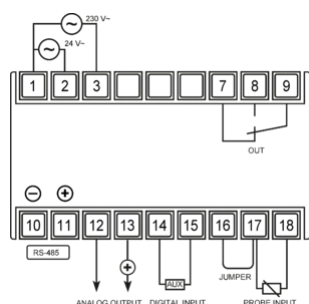 230 V~
24 V~
1 2 3 7 8 9
OUT
10 11 12 13 14 15 16 17 18
RS-485
AUX
JUMPER
ANALOG OUTPUT DIGITAL INPUT PROBE INPUT